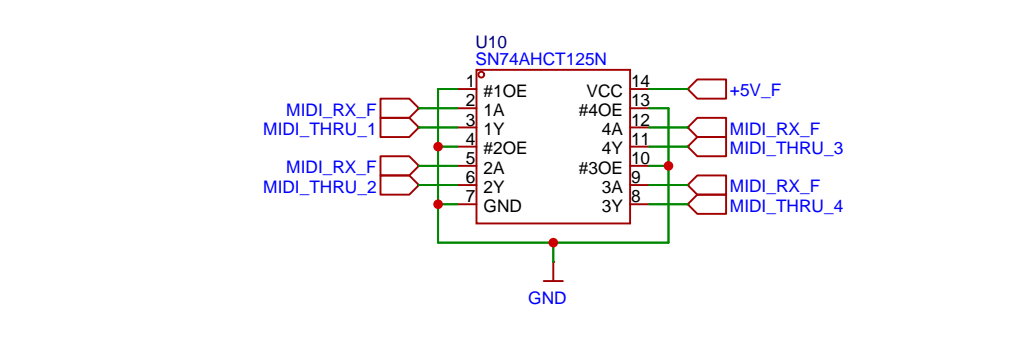 U10
SN74AHCT125N
1 #1OE VCC 14 +5V_F
2 1A #4OE 13
MIDI_RX_F 3 1Y 4A 12 MIDI_RX_F
MIDI_THRU_1 4 #2OE 4Y 11 MIDI_THRU_3
MIDI_RX_F 5 2A #3OE 10
MIDI_THRU_2 6 2Y 3A 9 MIDI_RX_F
7 GND 3Y 8 MIDI_THRU_4
GND